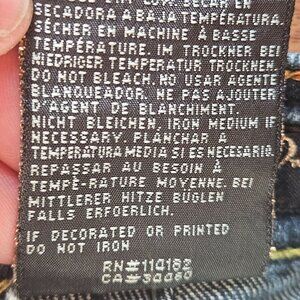 SECADORA A BAJA TEMPERATURA.
SÉCHER EN MACHINE À BASSE
TEMPÉRATURE. IM TROCKNER BEI
NIEDRIGER TEMPERATUR TROCKNEN.
DO NOT BLEACH. NO USAR AGENTE
BLANQUEADOR. NE PAS AJOUTER
D'AGENT DE BLANCHIMENT.
NICHT BLEICHEN. IRON MEDIUM IF
NECESSARY. PLANCHAR A
TEMPERATURA MEDIA SI ES NECESARIO
REPASSAR AU BESOIN À
TEMPÉ-RATURE MOYENNE. BEI
MITTLERER HITZE BÜGLEN
FALLS ERFOERLICH.
IF DECORATED OR PRINTED
DO NOT IRON
RN#114182